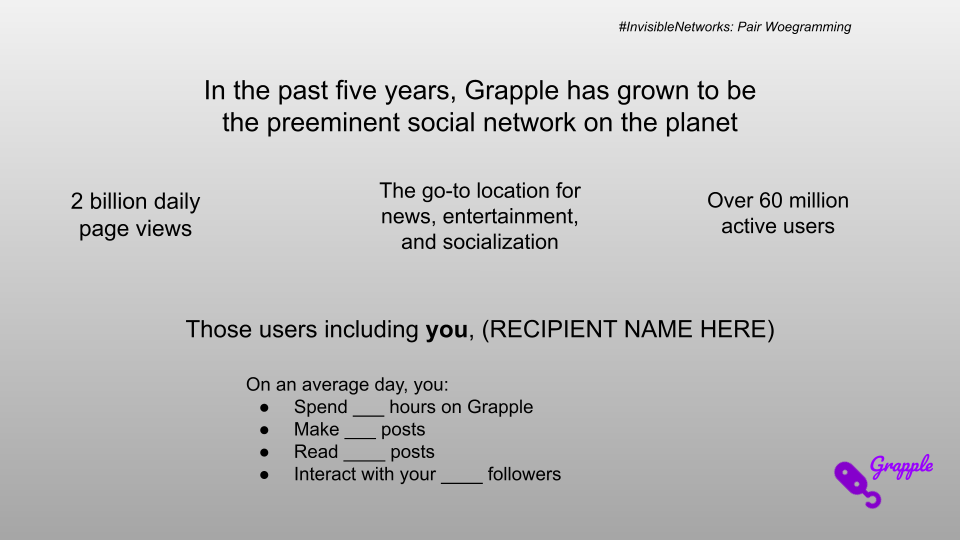 #InvisibleNetworks: Pair Woegramming
In the past five years, Grapple has grown to be
the preeminent social network on the planet
2 billion daily
page views
The go-to location for
news, entertainment,
and socialization
Over 60 million
active users
Those users including you, (RECIPIENT NAME HERE)
On an average day, you:
● Spend ___ hours on Grapple
● Make ___ posts
● Read ____ posts
● Interact with your ____ followers
Grapple